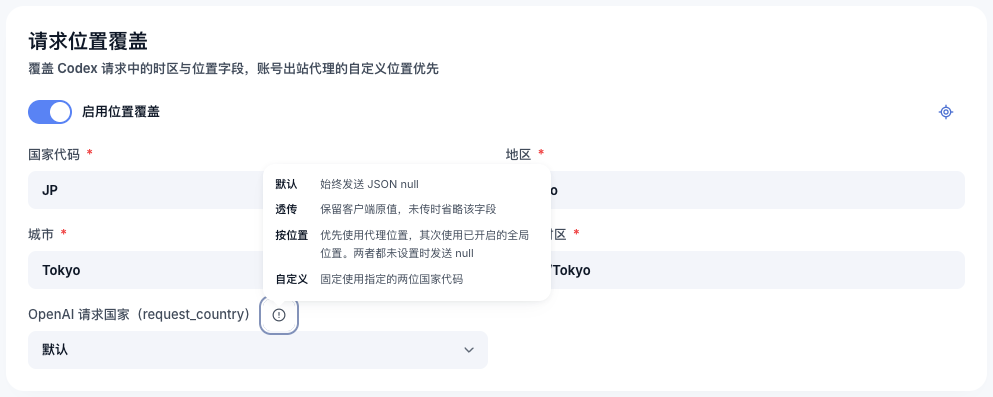 请求位置覆盖
覆盖 Codex 请求中的时区与位置字段，账号出站代理的自定义位置优先
启用位置覆盖
国家代码 *
地区 *
JP
o
默认 始终发送 JSON null
透传 保留客户端原值，未传时省略该字段
按位置 优先使用代理位置，其次使用已开启的全局
位置。两者都未设置时发送 null
自定义 固定使用指定的两位国家代码
城市 *
区 *
Tokyo
/Tokyo
OpenAI 请求国家（request_country）
默认